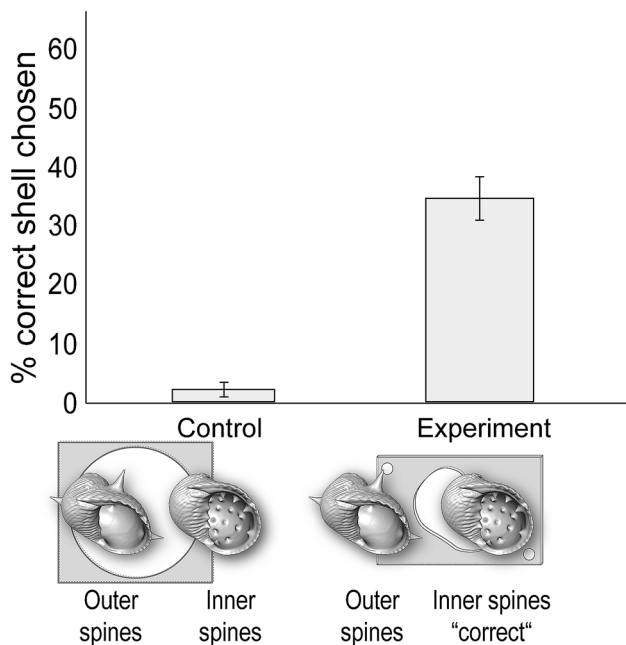 % correct shell chosen
60
50
40
30
20
10
0
Control
Experiment
Outer
spines
Inner
spines
Outer
spines
Inner spines
“correct“